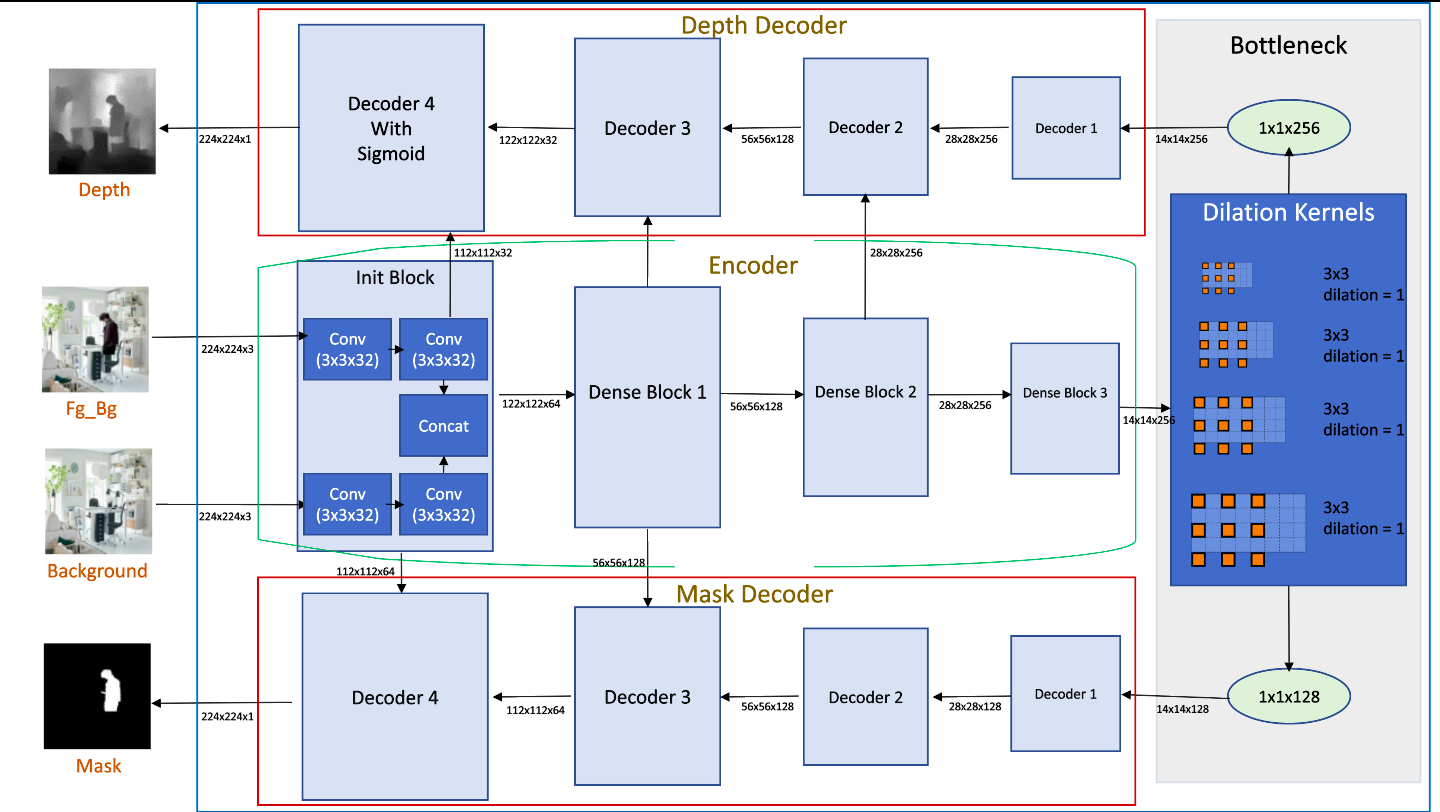 Depth Decoder
Bottleneck
Decoder 4
With
Sigmoid
Decoder 3
Decoder 2
Decoder 1
1x1x256
224x224x1
122x122x32
56x56x128
28x28x256
14x14x256
Depth
Dilation Kernels
112x112x32
28x28x256
Encoder
Init Block
3x3
dilation = 1
3x3
dilation = 1
3x3
dilation = 1
3x3
dilation = 1
Conv
(3x3x32)
Conv
(3x3x32)
224x224x3
Fg_Bg
Concat
122x122x64
Dense Block 1
56x56x128
Dense Block 2
28x28x256
Dense Block 3
14x14x256
Conv
(3x3x32)
Conv
(3x3x32)
224x224x3
Background
112x112x64
56x56x128
Mask Decoder
Decoder 4
Decoder 3
Decoder 2
Decoder 1
1x1x128
224x224x1
112x112x64
56x56x128
28x28x128
14x14x128
Mask